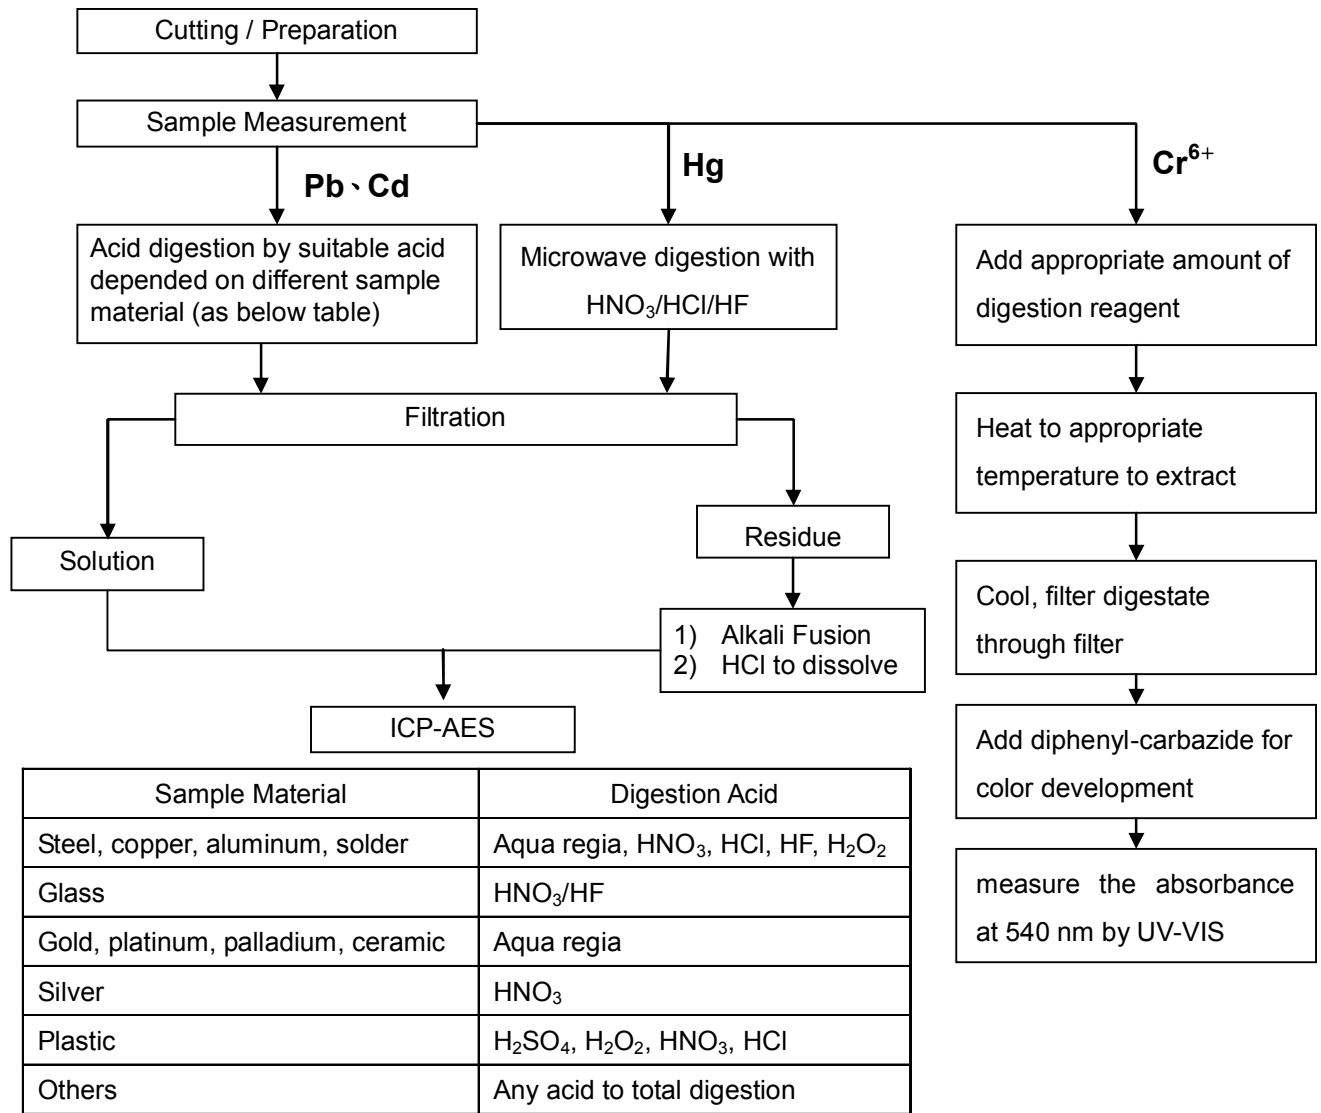 Cutting / Preparation
Sample Measurement
Pb、Cd
Hg
Cr⁶⁺
Acid digestion by suitable acid
depended on different sample
material (as below table)
Microwave digestion with
HNO₃/HCl/HF
Add appropriate amount of
digestion reagent
Filtration
Heat to appropriate
temperature to extract
Solution
Residue
1) Alkali Fusion
2) HCl to dissolve
Cool, filter digestate
through filter
ICP-AES
Add diphenyl-carbazide for
color development
measure the absorbance
at 540 nm by UV-VIS
Sample Material Digestion Acid
Steel, copper, aluminum, solder Aqua regia, HNO₃, HCl, HF, H₂O₂
Glass HNO₃/HF
Gold, platinum, palladium, ceramic Aqua regia
Silver HNO₃
Plastic H₂SO₄, H₂O₂, HNO₃, HCl
Others Any acid to total digestion